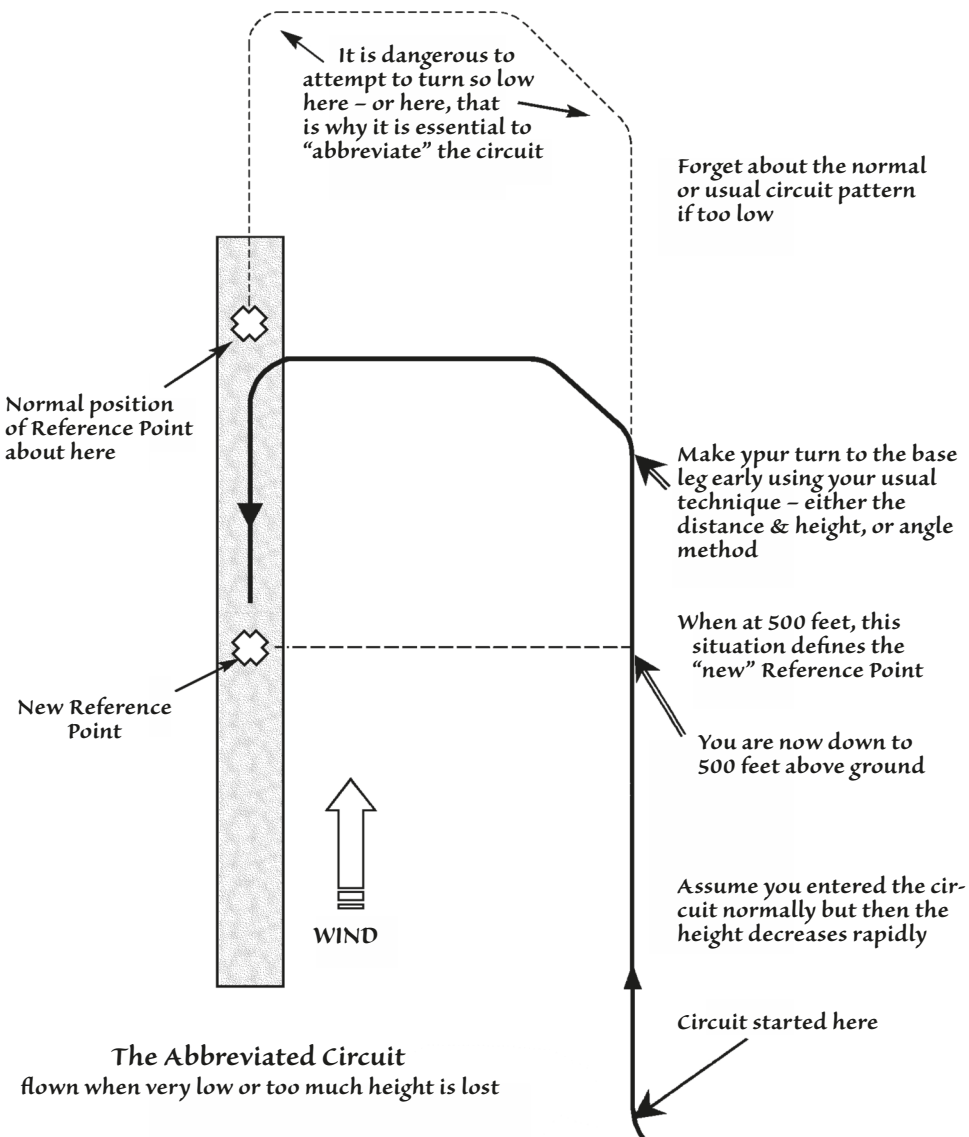 It is dangerous to
attempt to turn so low
here – or here, that
is why it is essential to
“abbreviate” the circuit
Forget about the normal
or usual circuit pattern
if too low
Normal position
of Reference Point
about here
Make ypur turn to the base
leg early using your usual
technique – either the
distance & height, or angle
method
When at 500 feet, this
situation defines the
“new” Reference Point
New Reference
Point
You are now down to
500 feet above ground
Assume you entered the cir-
cuit normally but then the
height decreases rapidly
WIND
Circuit started here
The Abbreviated Circuit
flown when very low or too much height is lost